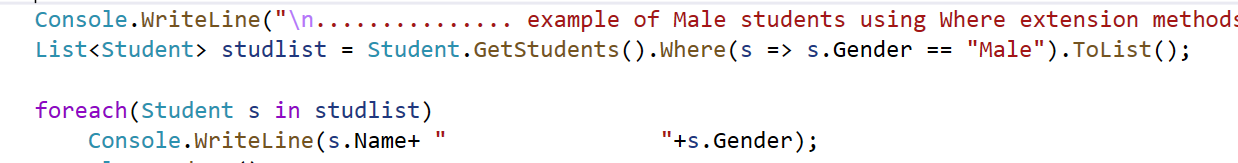 Console.WriteLine("\n............... example of Male students using Where extension methods
List<Student> studlist = Student.GetStudents().Where(s => s.Gender == "Male").ToList();
foreach(Student s in studlist)
Console.WriteLine(s.Name+ "                 "+s.Gender);